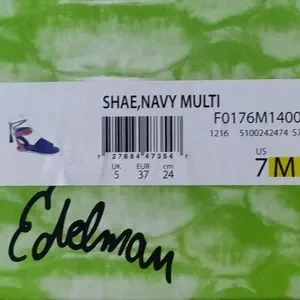 SHAE,NAVY MULTI
F0176M1400
1216 5100242474
7 27684 47354 7
UK EUR cm
5 37 24
US
7 M
Edelman